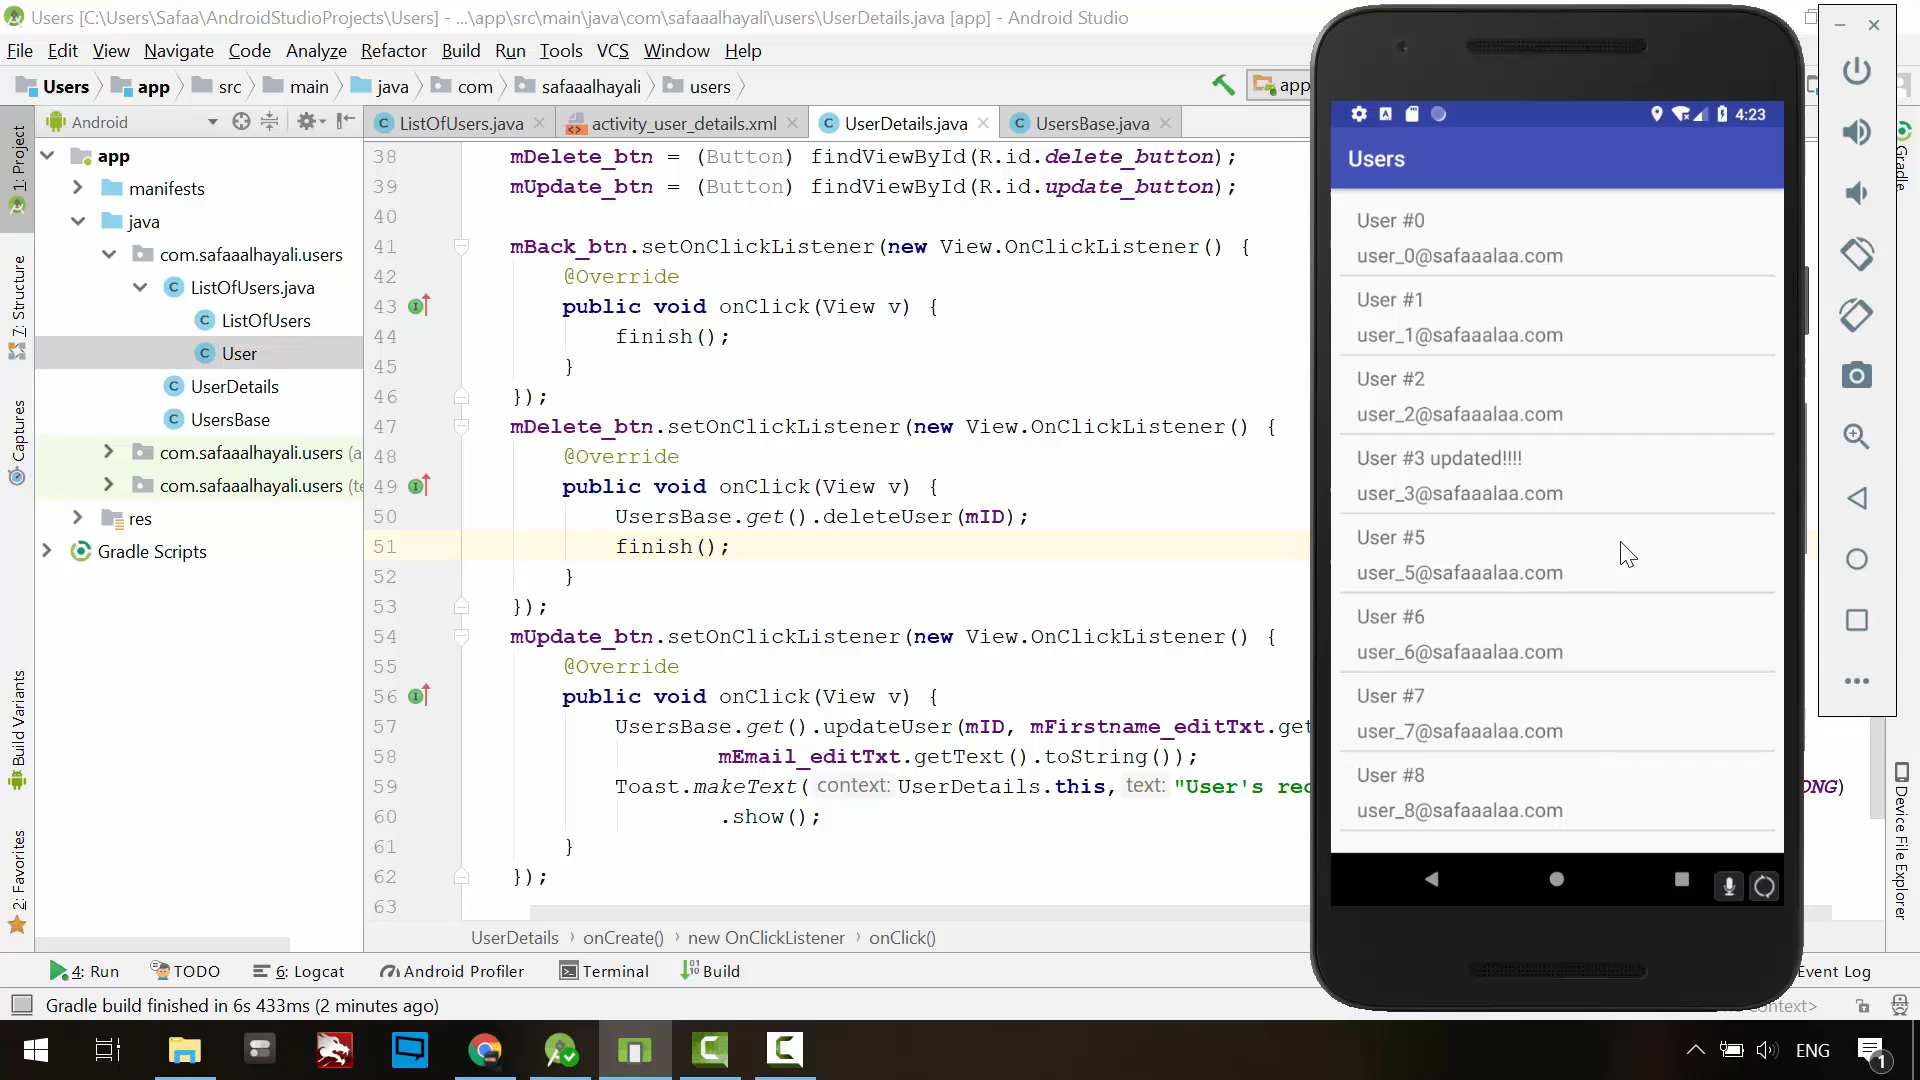 Users [C:\Users\Safaa\AndroidStudioProjects\Users] - ...\app\src\main\java\com\safaaalhayali\users\UserDetails.java [app] - Android Studio
File Edit View Navigate Code Analyze Refactor Build Run Tools VCS Window Help
Users app src main java com safaaalhayali users app
Android
ListOfUsers.java activity_user_details.xml UserDetails.java UsersBase.java
1: Project
7: Structure
Captures
Build Variants
2: Favorites
app
manifests
java
com.safaaalhayali.users
ListOfUsers.java
ListOfUsers
User
UserDetails
UsersBase
com.safaaalhayali.users (a
com.safaaalhayali.users (te
res
Gradle Scripts
38 mDelete_btn = (Button) findViewById(R.id.delete_button);
39 mUpdate_btn = (Button) findViewById(R.id.update_button);
40
41 mBack_btn.setOnClickListener(new View.OnClickListener() {
42 @Override
43 public void onClick(View v) {
44 finish();
45 }
46 });
47 mDelete_btn.setOnClickListener(new View.OnClickListener() {
48 @Override
49 public void onClick(View v) {
50 UsersBase.get().deleteUser(mID);
51 finish();
52 }
53 });
54 mUpdate_btn.setOnClickListener(new View.OnClickListener() {
55 @Override
56 public void onClick(View v) {
57 UsersBase.get().updateUser(mID, mFirstname_editTxt.get
58 mEmail_editTxt.getText().toString());
59 Toast.makeText( context: UserDetails.this, text: "User's rec ONG)
60 .show();
61 }
62 });
63
UserDetails onCreate() new OnClickListener onClick()
4:23
Users
User #0
user_0@safaaalaa.com
User #1
user_1@safaaalaa.com
User #2
user_2@safaaalaa.com
User #3 updated!!!!
user_3@safaaalaa.com
User #5
user_5@safaaalaa.com
User #6
user_6@safaaalaa.com
User #7
user_7@safaaalaa.com
User #8
user_8@safaaalaa.com
Gradle
Device File Explorer
4: Run TODO 6: Logcat Android Profiler Terminal Build Event Log
Gradle build finished in 6s 433ms (2 minutes ago)
context>
ENG
1